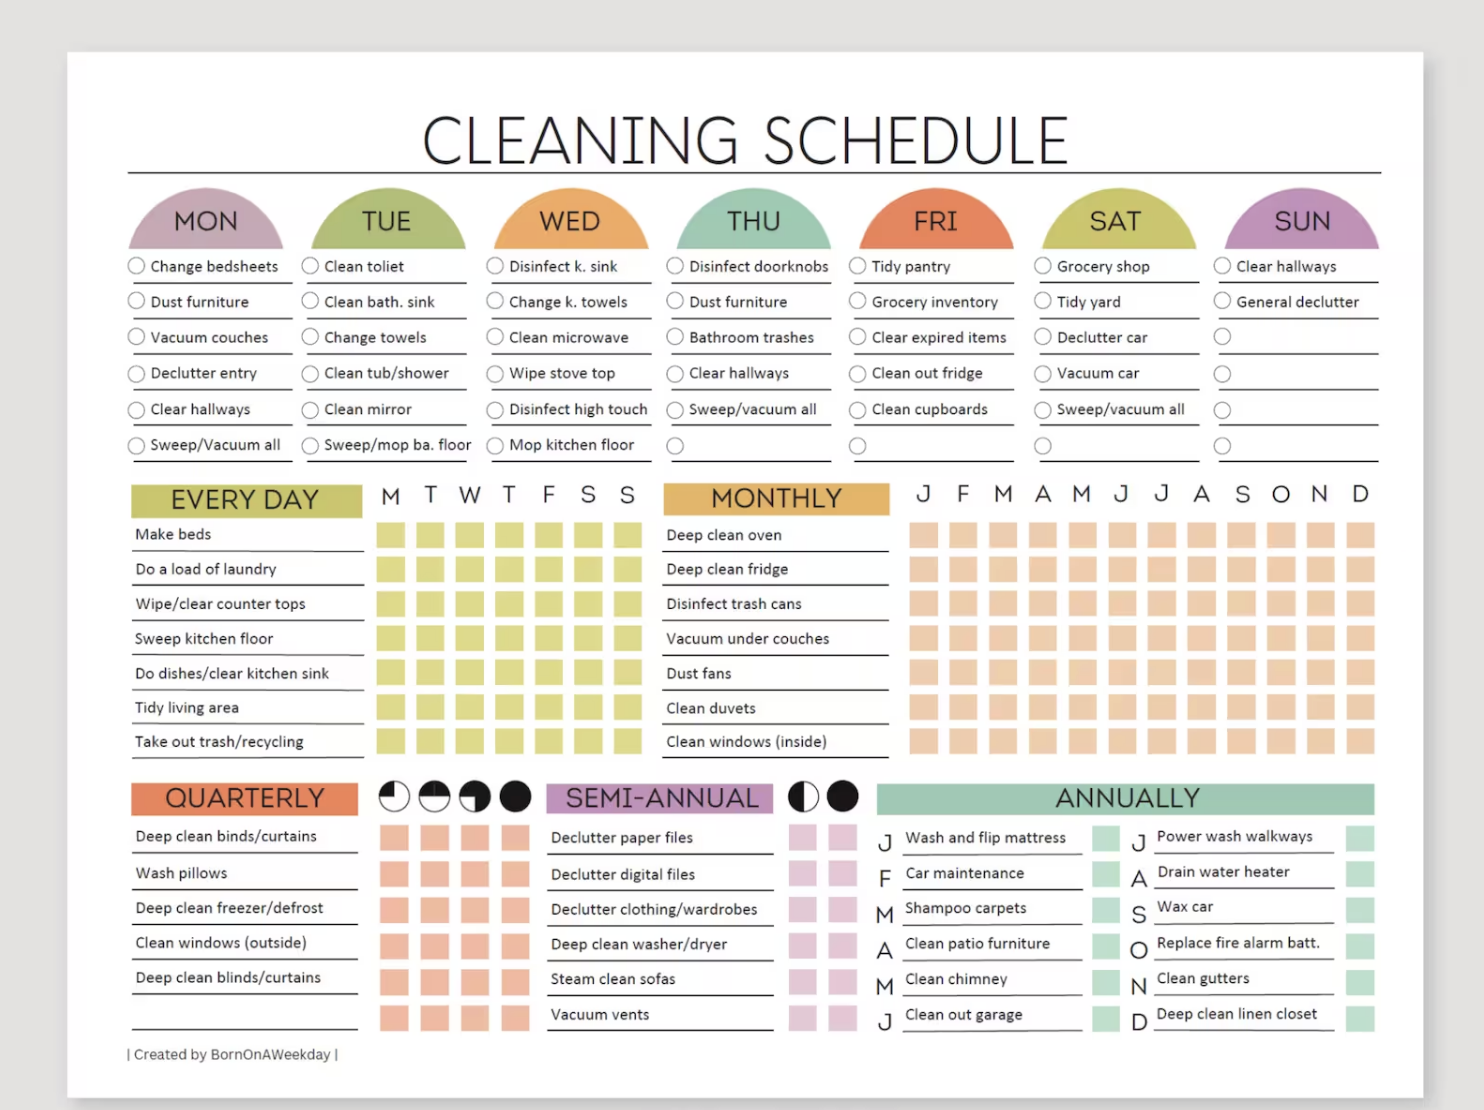 CLEANING SCHEDULE
MON TUE WED THU FRI SAT SUN
Change bedsheets Clean toliet Disinfect k. sink Disinfect doorknobs Tidy pantry Grocery shop Clear hallways
Dust furniture Clean bath. sink Change k. towels Dust furniture Grocery inventory Tidy yard General declutter
Vacuum couches Change towels Clean microwave Bathroom trashes Clear expired items Declutter car
Declutter entry Clean tub/shower Wipe stove top Clear hallways Clean out fridge Vacuum car
Clear hallways Clean mirror Disinfect high touch Sweep/vacuum all Clean cupboards Sweep/vacuum all
Sweep/Vacuum all Sweep/mop ba. floor Mop kitchen floor
EVERY DAY M T W T F S S
Make beds
Do a load of laundry
Wipe/clear counter tops
Sweep kitchen floor
Do dishes/clear kitchen sink
Tidy living area
Take out trash/recycling
MONTHLY J F M A M J J A S O N D
Deep clean oven
Deep clean fridge
Disinfect trash cans
Vacuum under couches
Dust fans
Clean duvets
Clean windows (inside)
QUARTERLY
Deep clean binds/curtains
Wash pillows
Deep clean freezer/defrost
Clean windows (outside)
Deep clean blinds/curtains
SEMI-ANNUAL
Declutter paper files
Declutter digital files
Declutter clothing/wardrobes
Deep clean washer/dryer
Steam clean sofas
Vacuum vents
ANNUALLY
J Wash and flip mattress
F Car maintenance
M Shampoo carpets
A Clean patio furniture
M Clean chimney
J Clean out garage
J Power wash walkways
A Drain water heater
S Wax car
O Replace fire alarm batt.
N Clean gutters
D Deep clean linen closet
| Created by BornOnAWeekday |